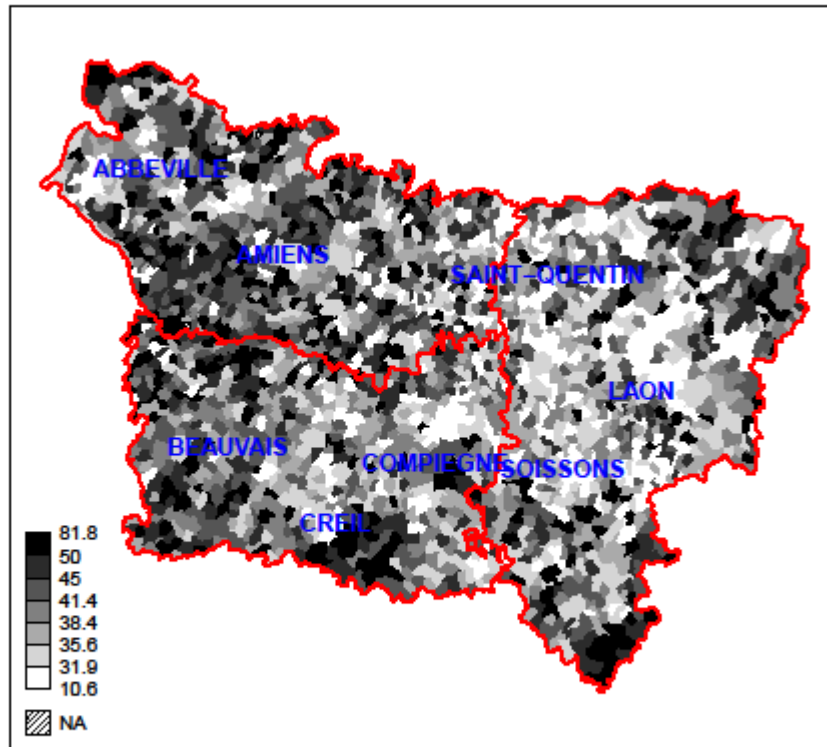 ABBEVILLE
AMIENS
SAINT–QUENTIN
LAON
BEAUVAIS
COMPIEGNE
SOISSONS
CREIL
81.8
50
45
41.4
38.4
35.6
31.9
10.6
NA